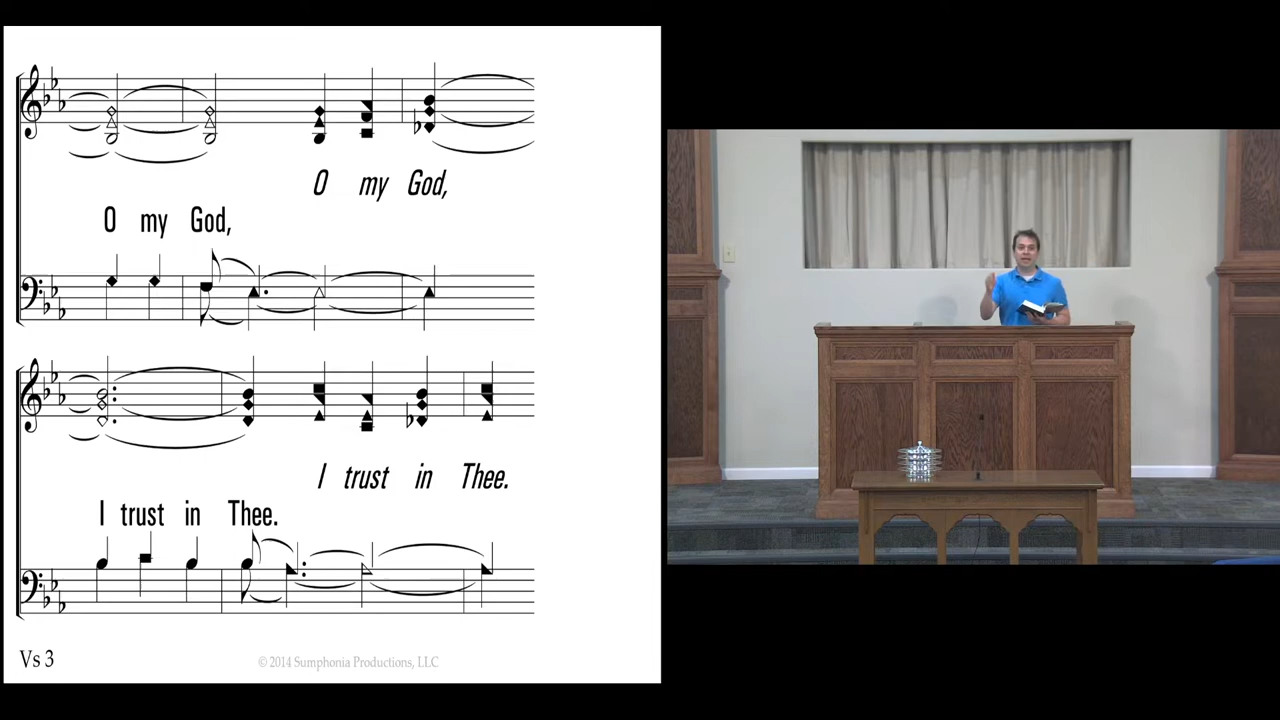 O my God,
O my God,
I trust in Thee.
I trust in Thee.
Vs 3
© 2014 Sumphonia Productions, LLC